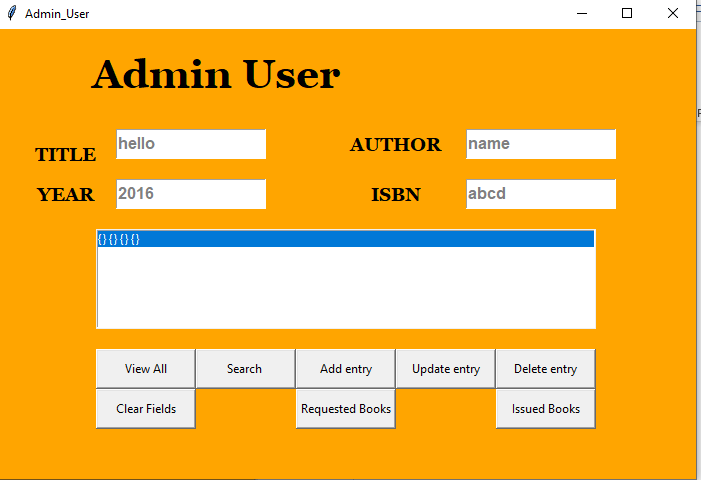 Admin_User
Admin User
TITLE hello AUTHOR name
YEAR 2016 ISBN abcd
{} {} {} {}
View All Search Add entry Update entry Delete entry
Clear Fields Requested Books Issued Books